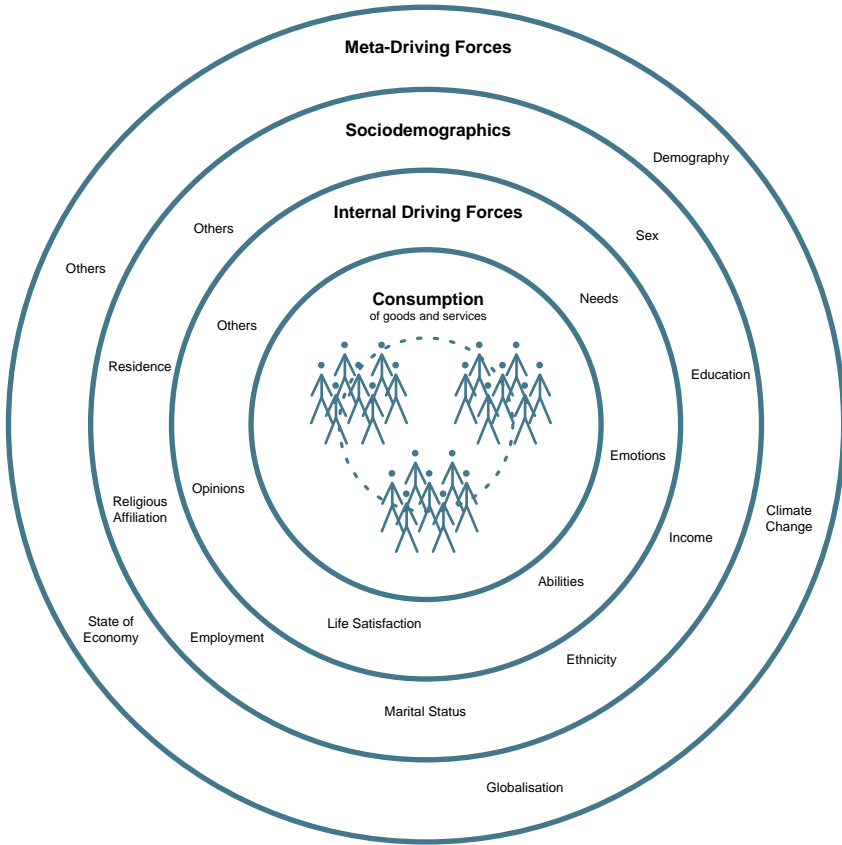 Meta-Driving Forces
Sociodemographics
Demography
Internal Driving Forces
Others
Sex
Others
Consumption
of goods and services
Needs
Others
Residence
Education
Emotions
Opinions
Religious
Affiliation
Climate
Change
Income
Abilities
State of
Economy
Life Satisfaction
Employment
Ethnicity
Marital Status
Globalisation